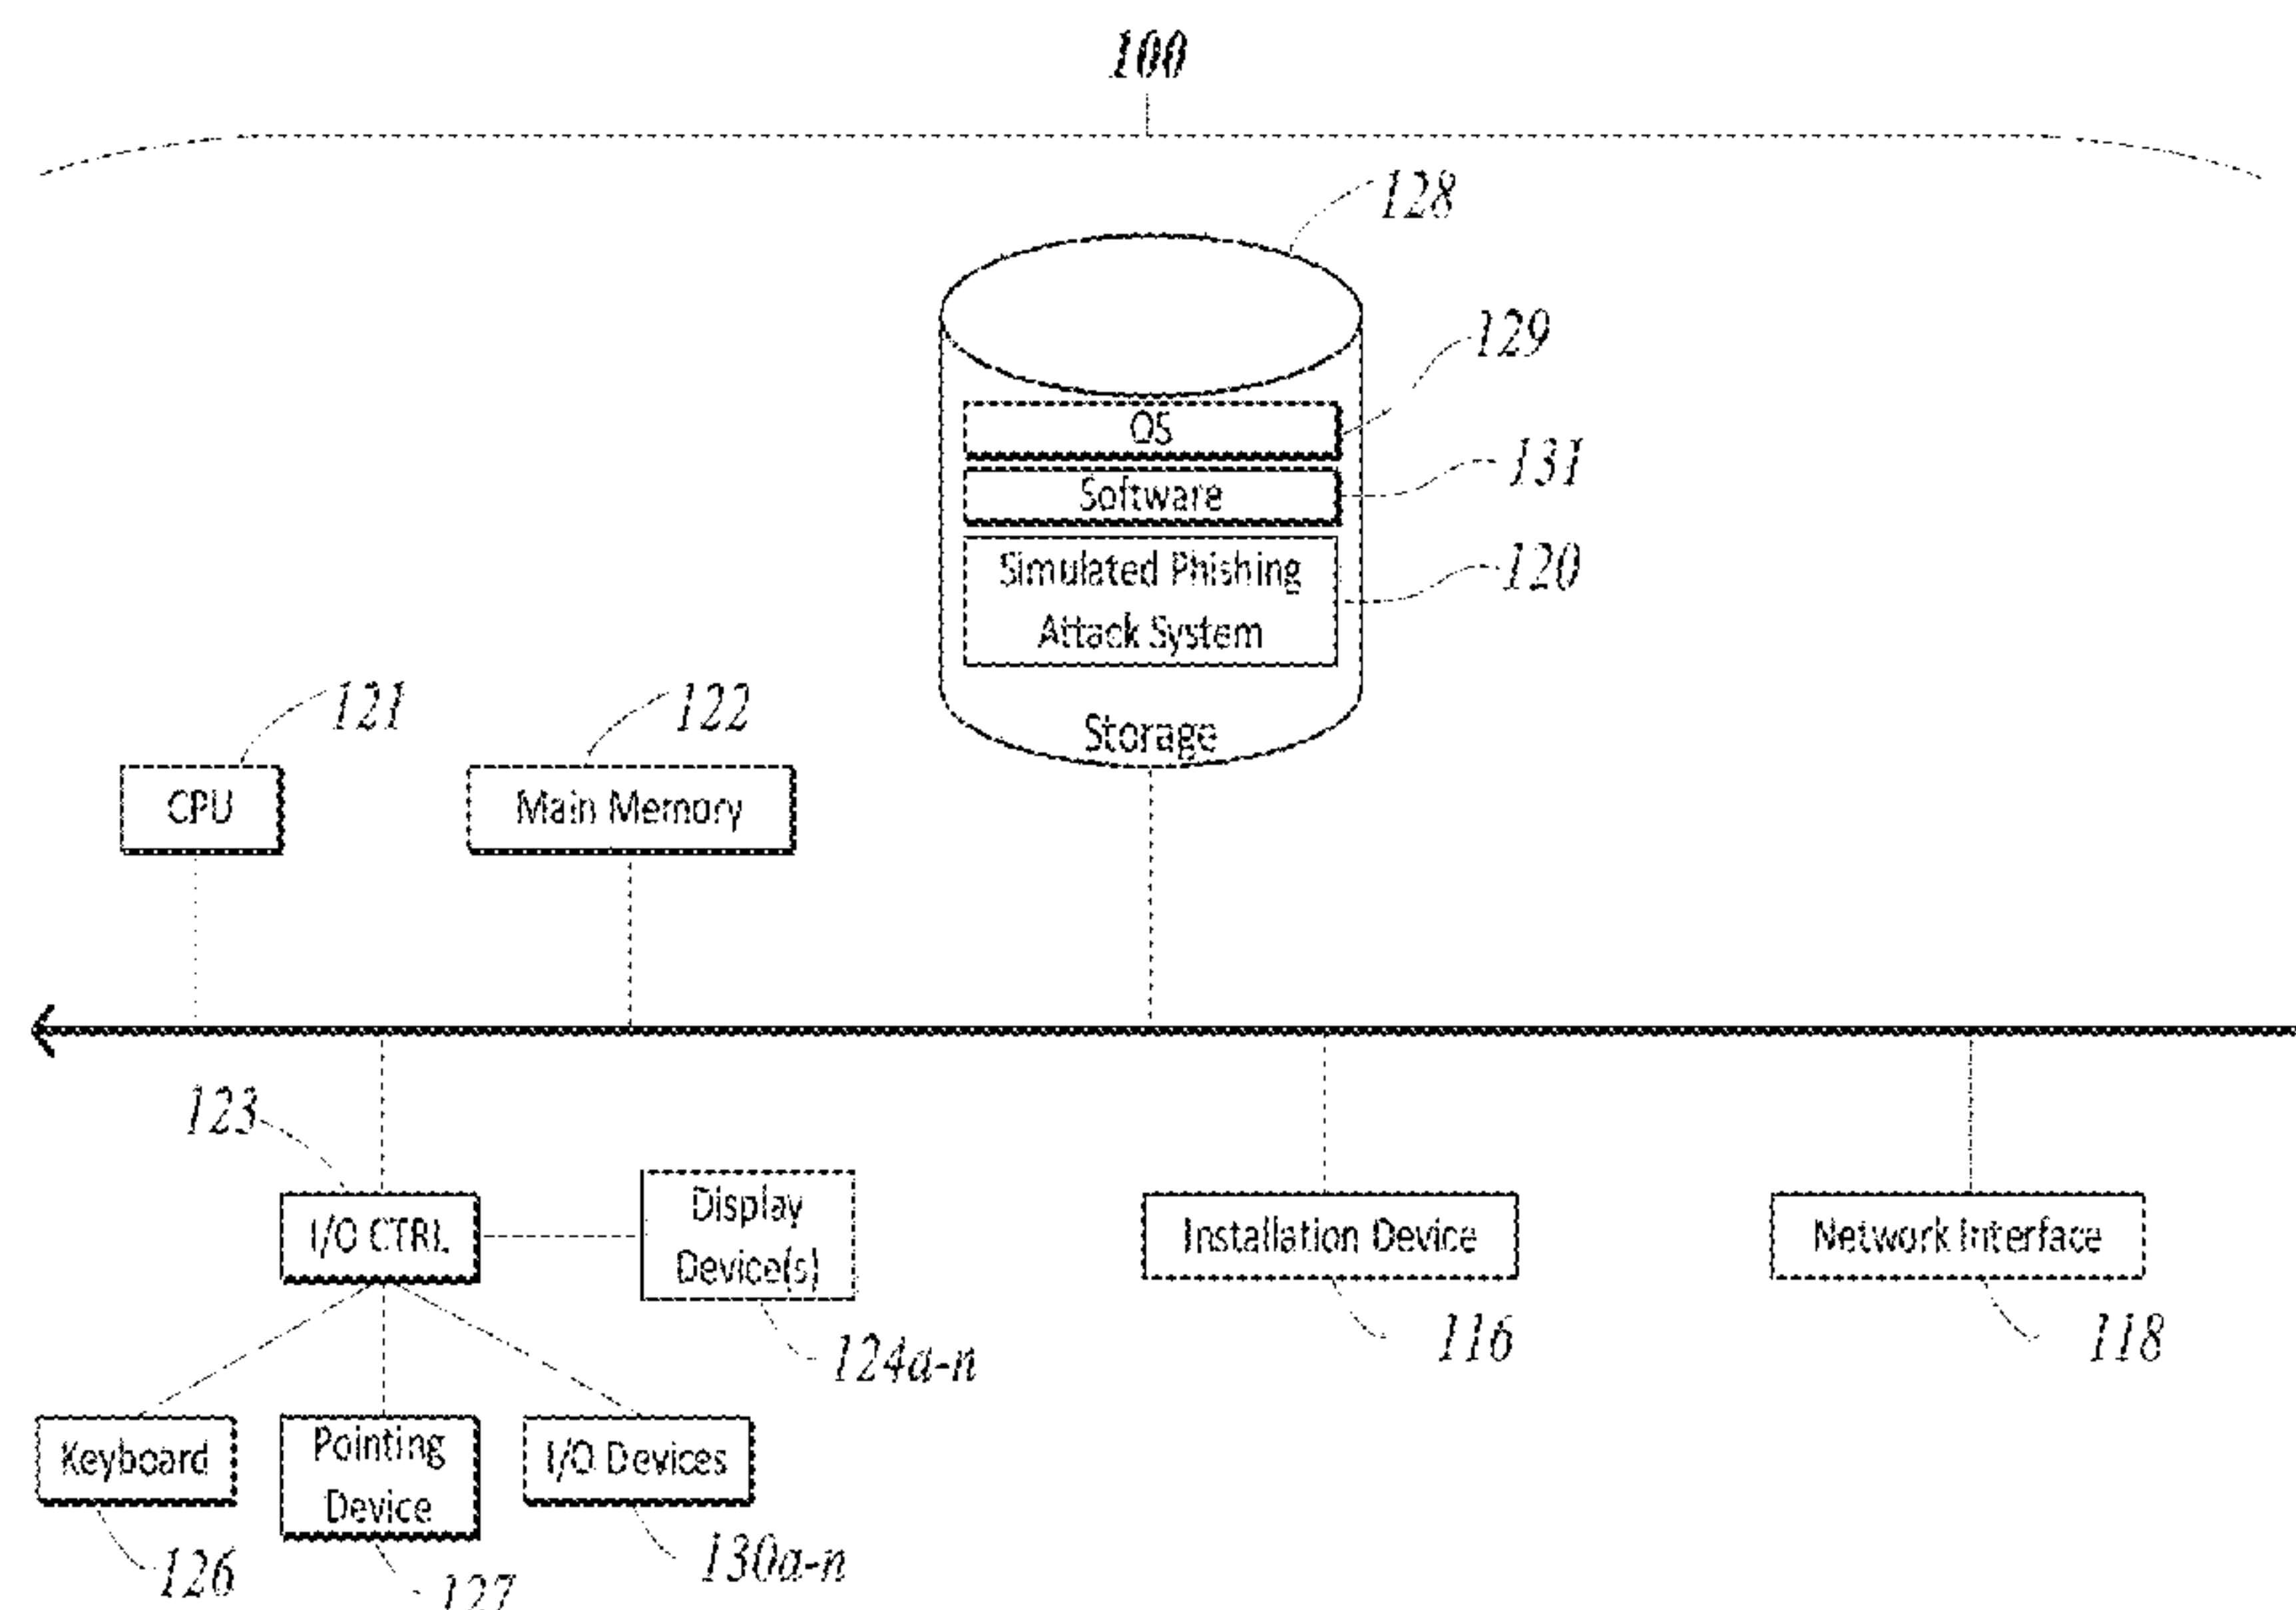 100
128
129
OS
131
Software
120
Simulated Phishing
Attack System
121
122
Storage
CPU
Main Memory
123
Display
Device(s)
I/O CTRL
Installation Device
Network Interface
116
118
124a-n
Keyboard
Pointing
Device
I/O Devices
126
127
130a-n